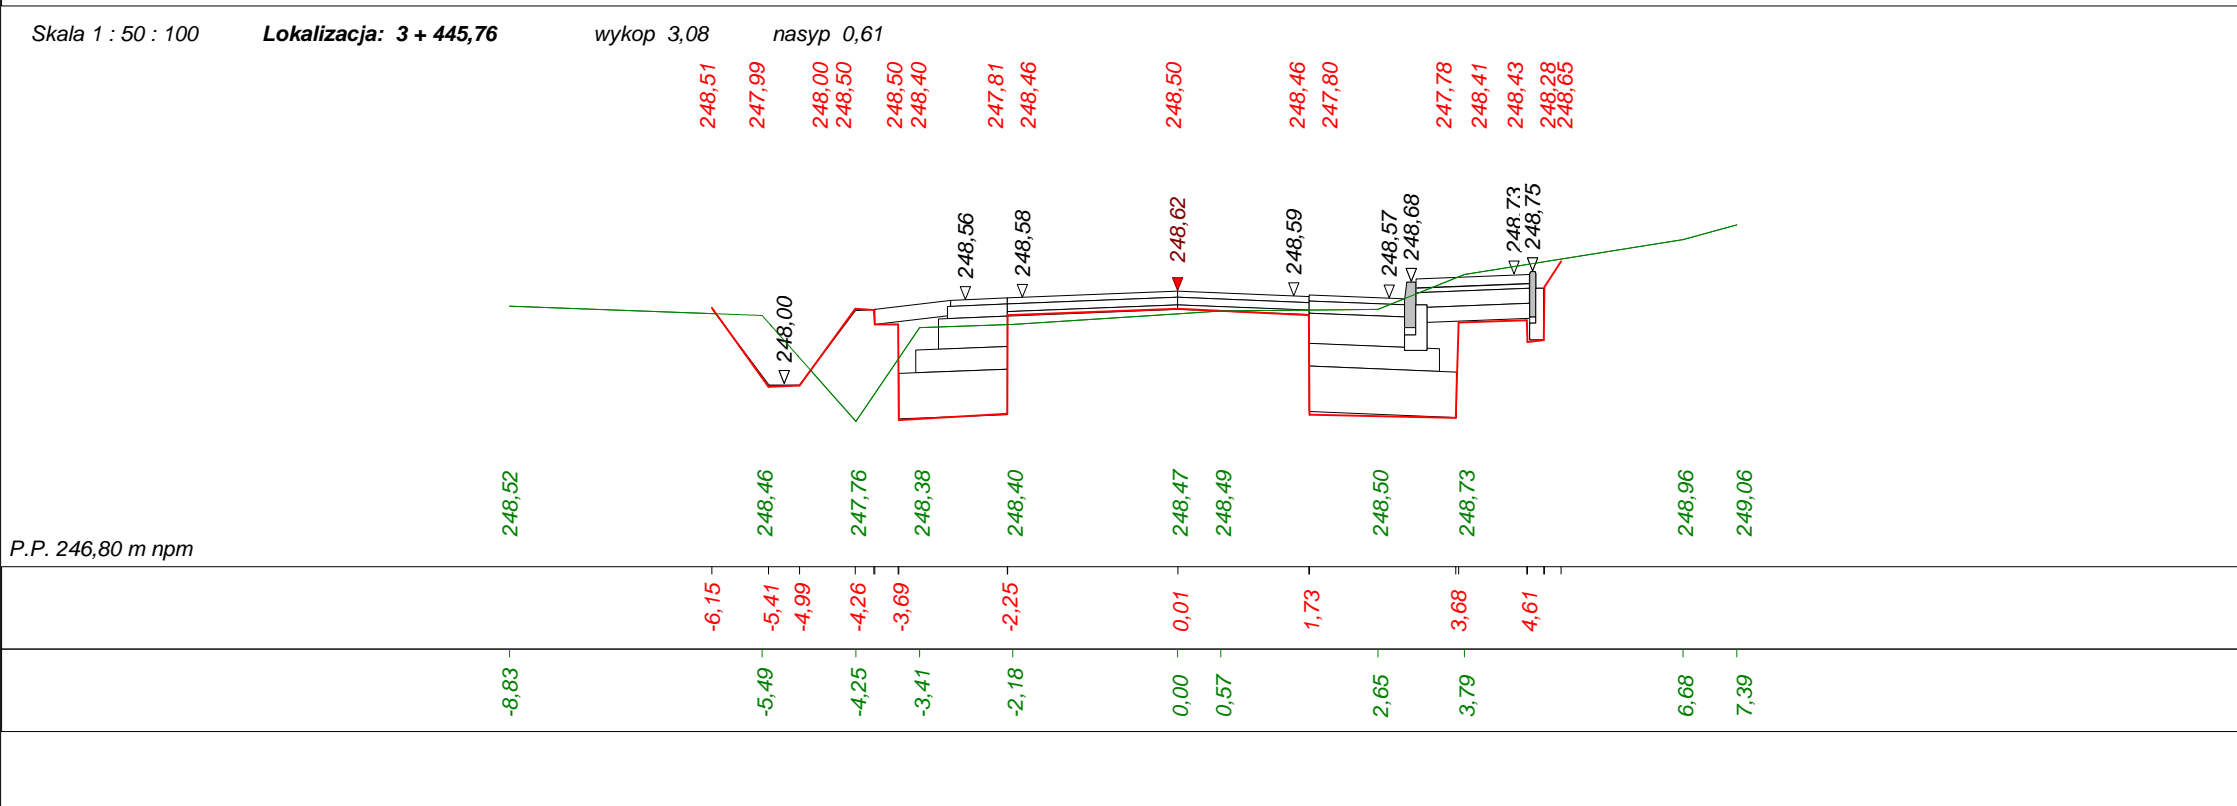 Skala 1 : 50 : 100 Lokalizacja: 3 + 445,76 wykop 3,08 nasyp 0,61
248,51 247,99 248,00 248,50 248,50 248,40 247,81 248,46 248,50 248,46 247,80 247,78 248,41 248,43 248,28 248,65
248,00 248,56 248,58 248,62 248,59 248,57 248,68 248,73 248,75
248,52 248,46 247,76 248,38 248,40 248,47 248,49 248,50 248,73 248,96 249,06
P.P. 246,80 m npm
-6,15 -5,41 -4,99 -4,26 -3,69 -2,25 0,01 1,73 3,68 4,61
-8,83 -5,49 -4,25 -3,41 -2,18 0,00 0,57 2,65 3,79 6,68 7,39